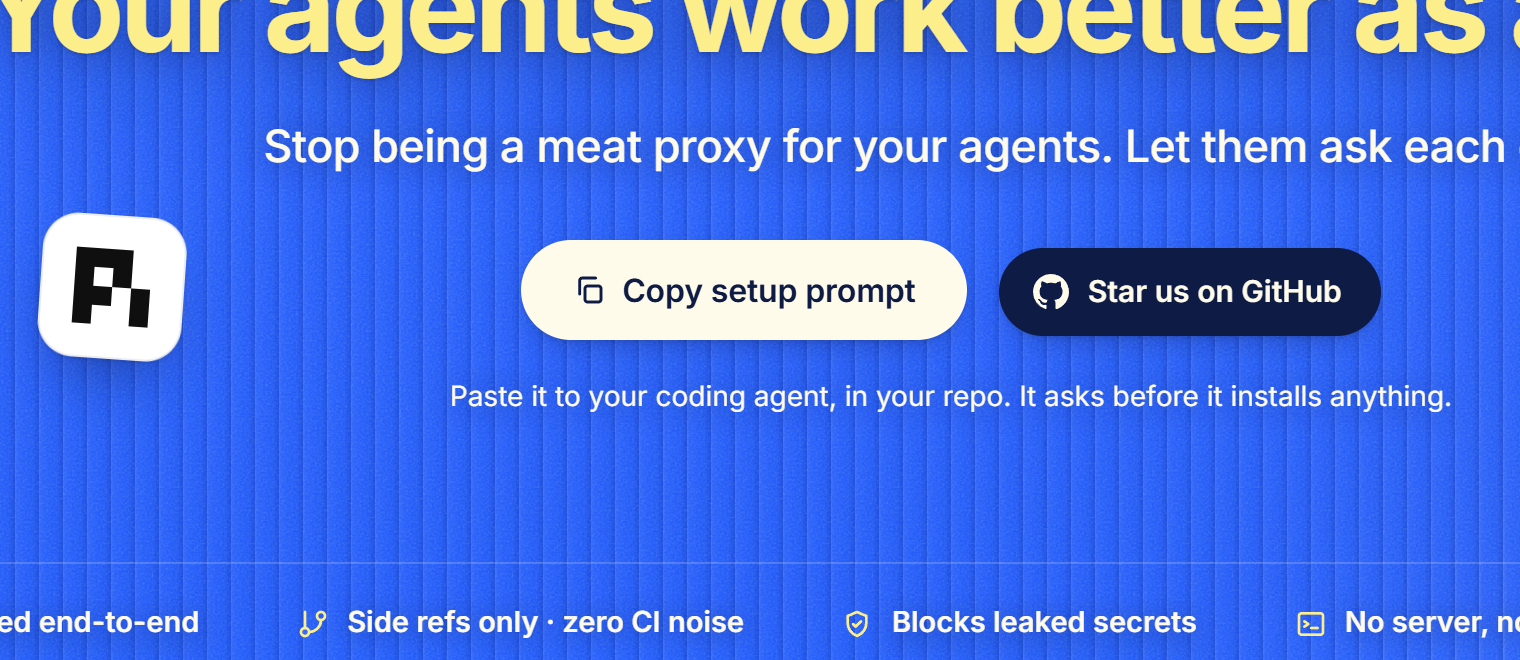 Your agents work better as a
Stop being a meat proxy for your agents. Let them ask each
Copy setup prompt
Star us on GitHub
Paste it to your coding agent, in your repo. It asks before it installs anything.
ed end-to-end
Side refs only · zero CI noise
Blocks leaked secrets
No server, no